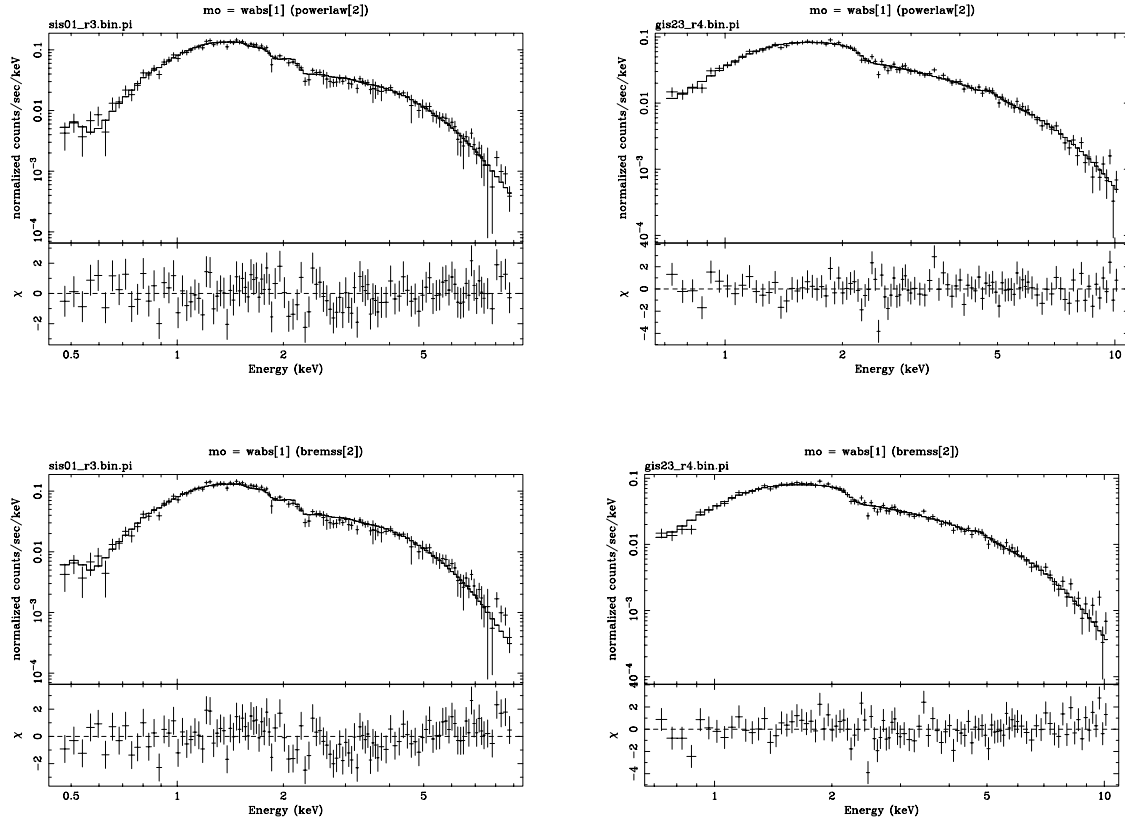 mo = wabs[1] (powerlaw[2])
sis01_r3.bin.pi
normalized counts/sec/keV
0.1
0.01
10⁻³
10⁻⁴
χ
2
0
−2
0.5
1
2
5
Energy (keV)
mo = wabs[1] (powerlaw[2])
gis23_r4.bin.pi
normalized counts/sec/keV
0.1
0.01
10⁻³
10⁻⁴
χ
4
2
0
−2
−4
1
2
5
10
Energy (keV)
mo = wabs[1] (bremss[2])
sis01_r3.bin.pi
normalized counts/sec/keV
0.1
0.01
10⁻³
10⁻⁴
χ
2
0
−2
0.5
1
2
5
Energy (keV)
mo = wabs[1] (bremss[2])
gis23_r4.bin.pi
normalized counts/sec/keV
0.1
0.01
10⁻³
10⁻⁴
χ
4
2
0
−2
−4
1
2
5
10
Energy (keV)